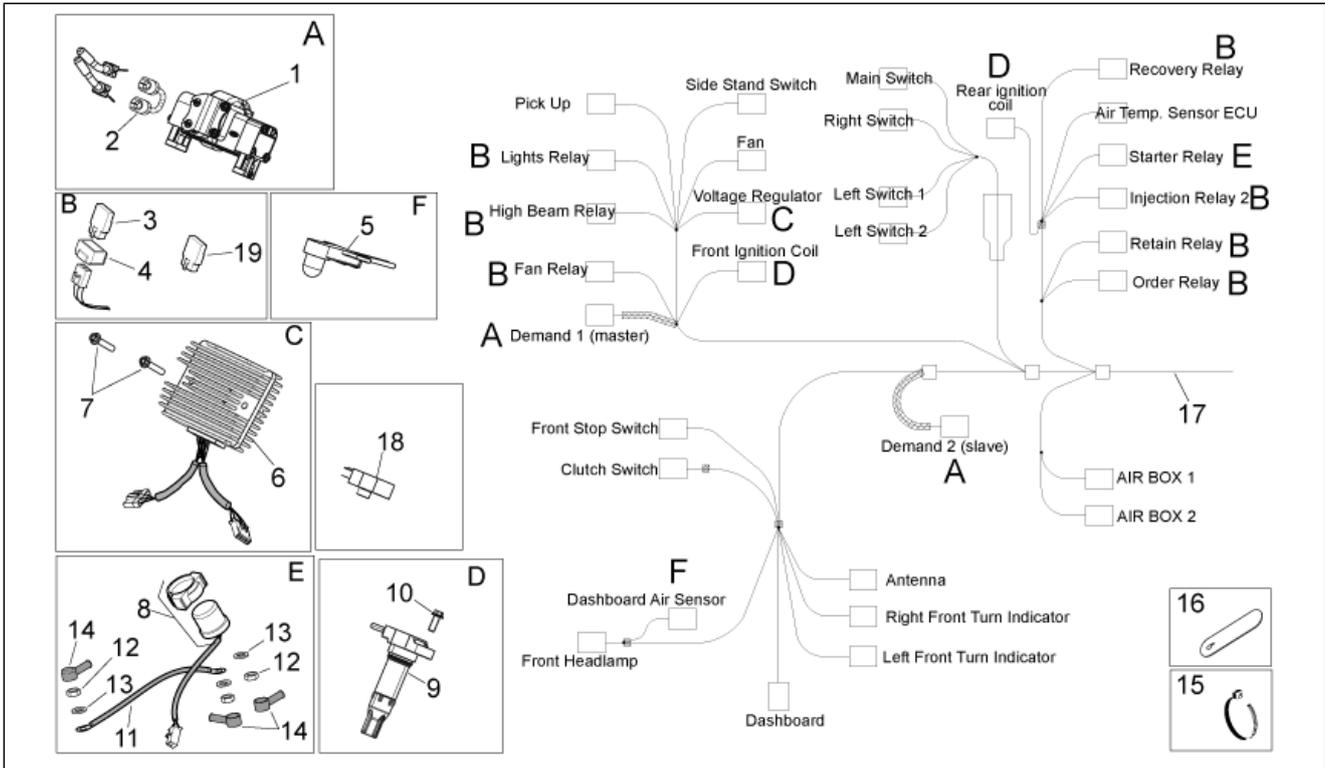 A
1
2
B
3
4
19
F
5
C
7
6
18
E
8
14
12
13
13
12
11
14
D
10
9
Pick Up
Side Stand Switch
B Lights Relay
Fan
B High Beam Relay
Voltage Regulator
C
B Fan Relay
Front Ignition Coil
D
A Demand 1 (master)
Main Switch
Right Switch
Left Switch 1
Left Switch 2
D
Rear ignition
coil
B
Recovery Relay
Air Temp. Sensor ECU
Starter Relay E
Injection Relay 2 B
Retain Relay B
Order Relay B
17
Demand 2 (slave)
A
AIR BOX 1
AIR BOX 2
Front Stop Switch
Clutch Switch
F
Dashboard Air Sensor
Front Headlamp
Antenna
Right Front Turn Indicator
Left Front Turn Indicator
Dashboard
16
15